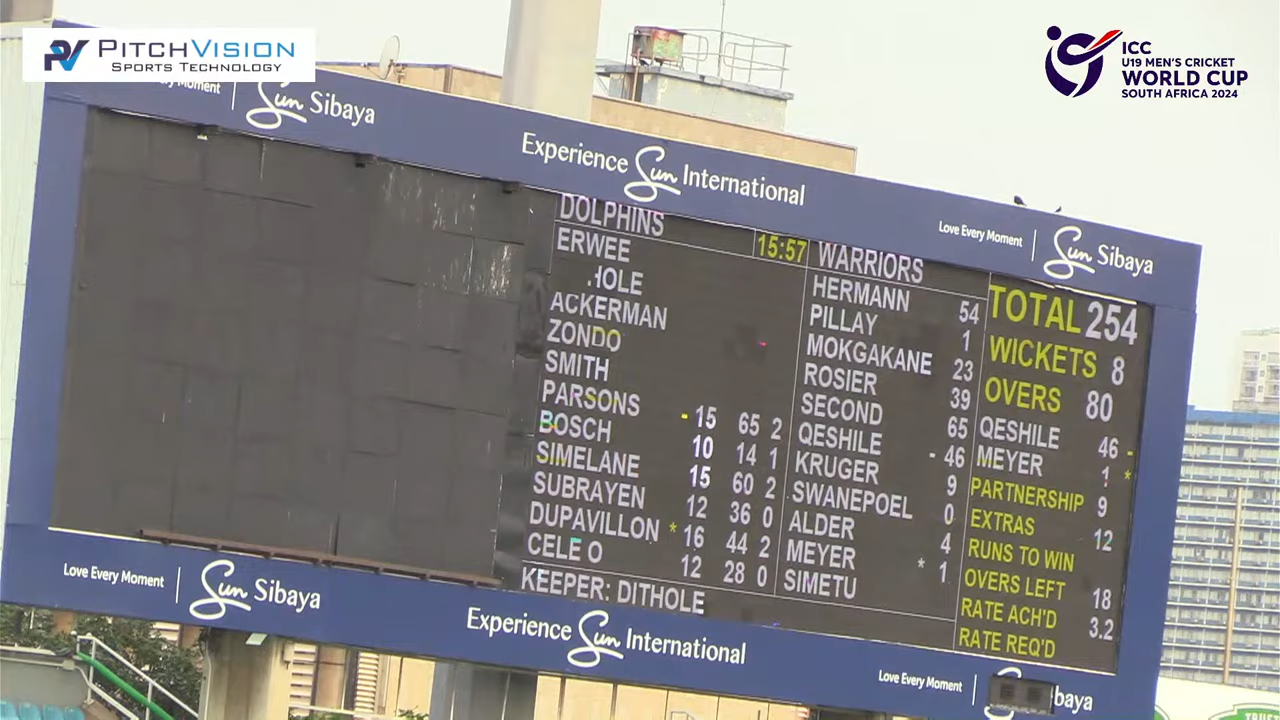 PITCHVISION
SPORTS TECHNOLOGY
ICC
U19 MEN'S CRICKET
WORLD CUP
SOUTH AFRICA 2024
Moment
Sun Sibaya
Experience Sun International
Love Every Moment Sun Sibaya
DOLPHINS
15:57
ERWEE
HOLE
ACKERMAN
ZONDO
SMITH
PARSONS - 15 65 2
BOSCH 10 14 1
SIMELANE 15 60 2
SUBRAYEN 12 36 0
DUPAVILLON * 16 44 2
CELE O 12 28 0
KEEPER: DITHOLE
WARRIORS
HERMANN 54
PILLAY 1
MOKGAKANE 23
ROSIER 39
SECOND 65
QESHILE - 46
KRUGER 9
SWANEPOEL 0
ALDER 4
MEYER * 1
SIMETU
TOTAL 254
WICKETS 8
OVERS 80
QESHILE 46 -
MEYER 1 *
PARTNERSHIP 9
EXTRAS 12
RUNS TO WIN
OVERS LEFT 18
RATE ACH'D 3.2
RATE REQ'D
Love Every Moment Sun Sibaya
Experience Sun International
Love Every Moment Sun baya